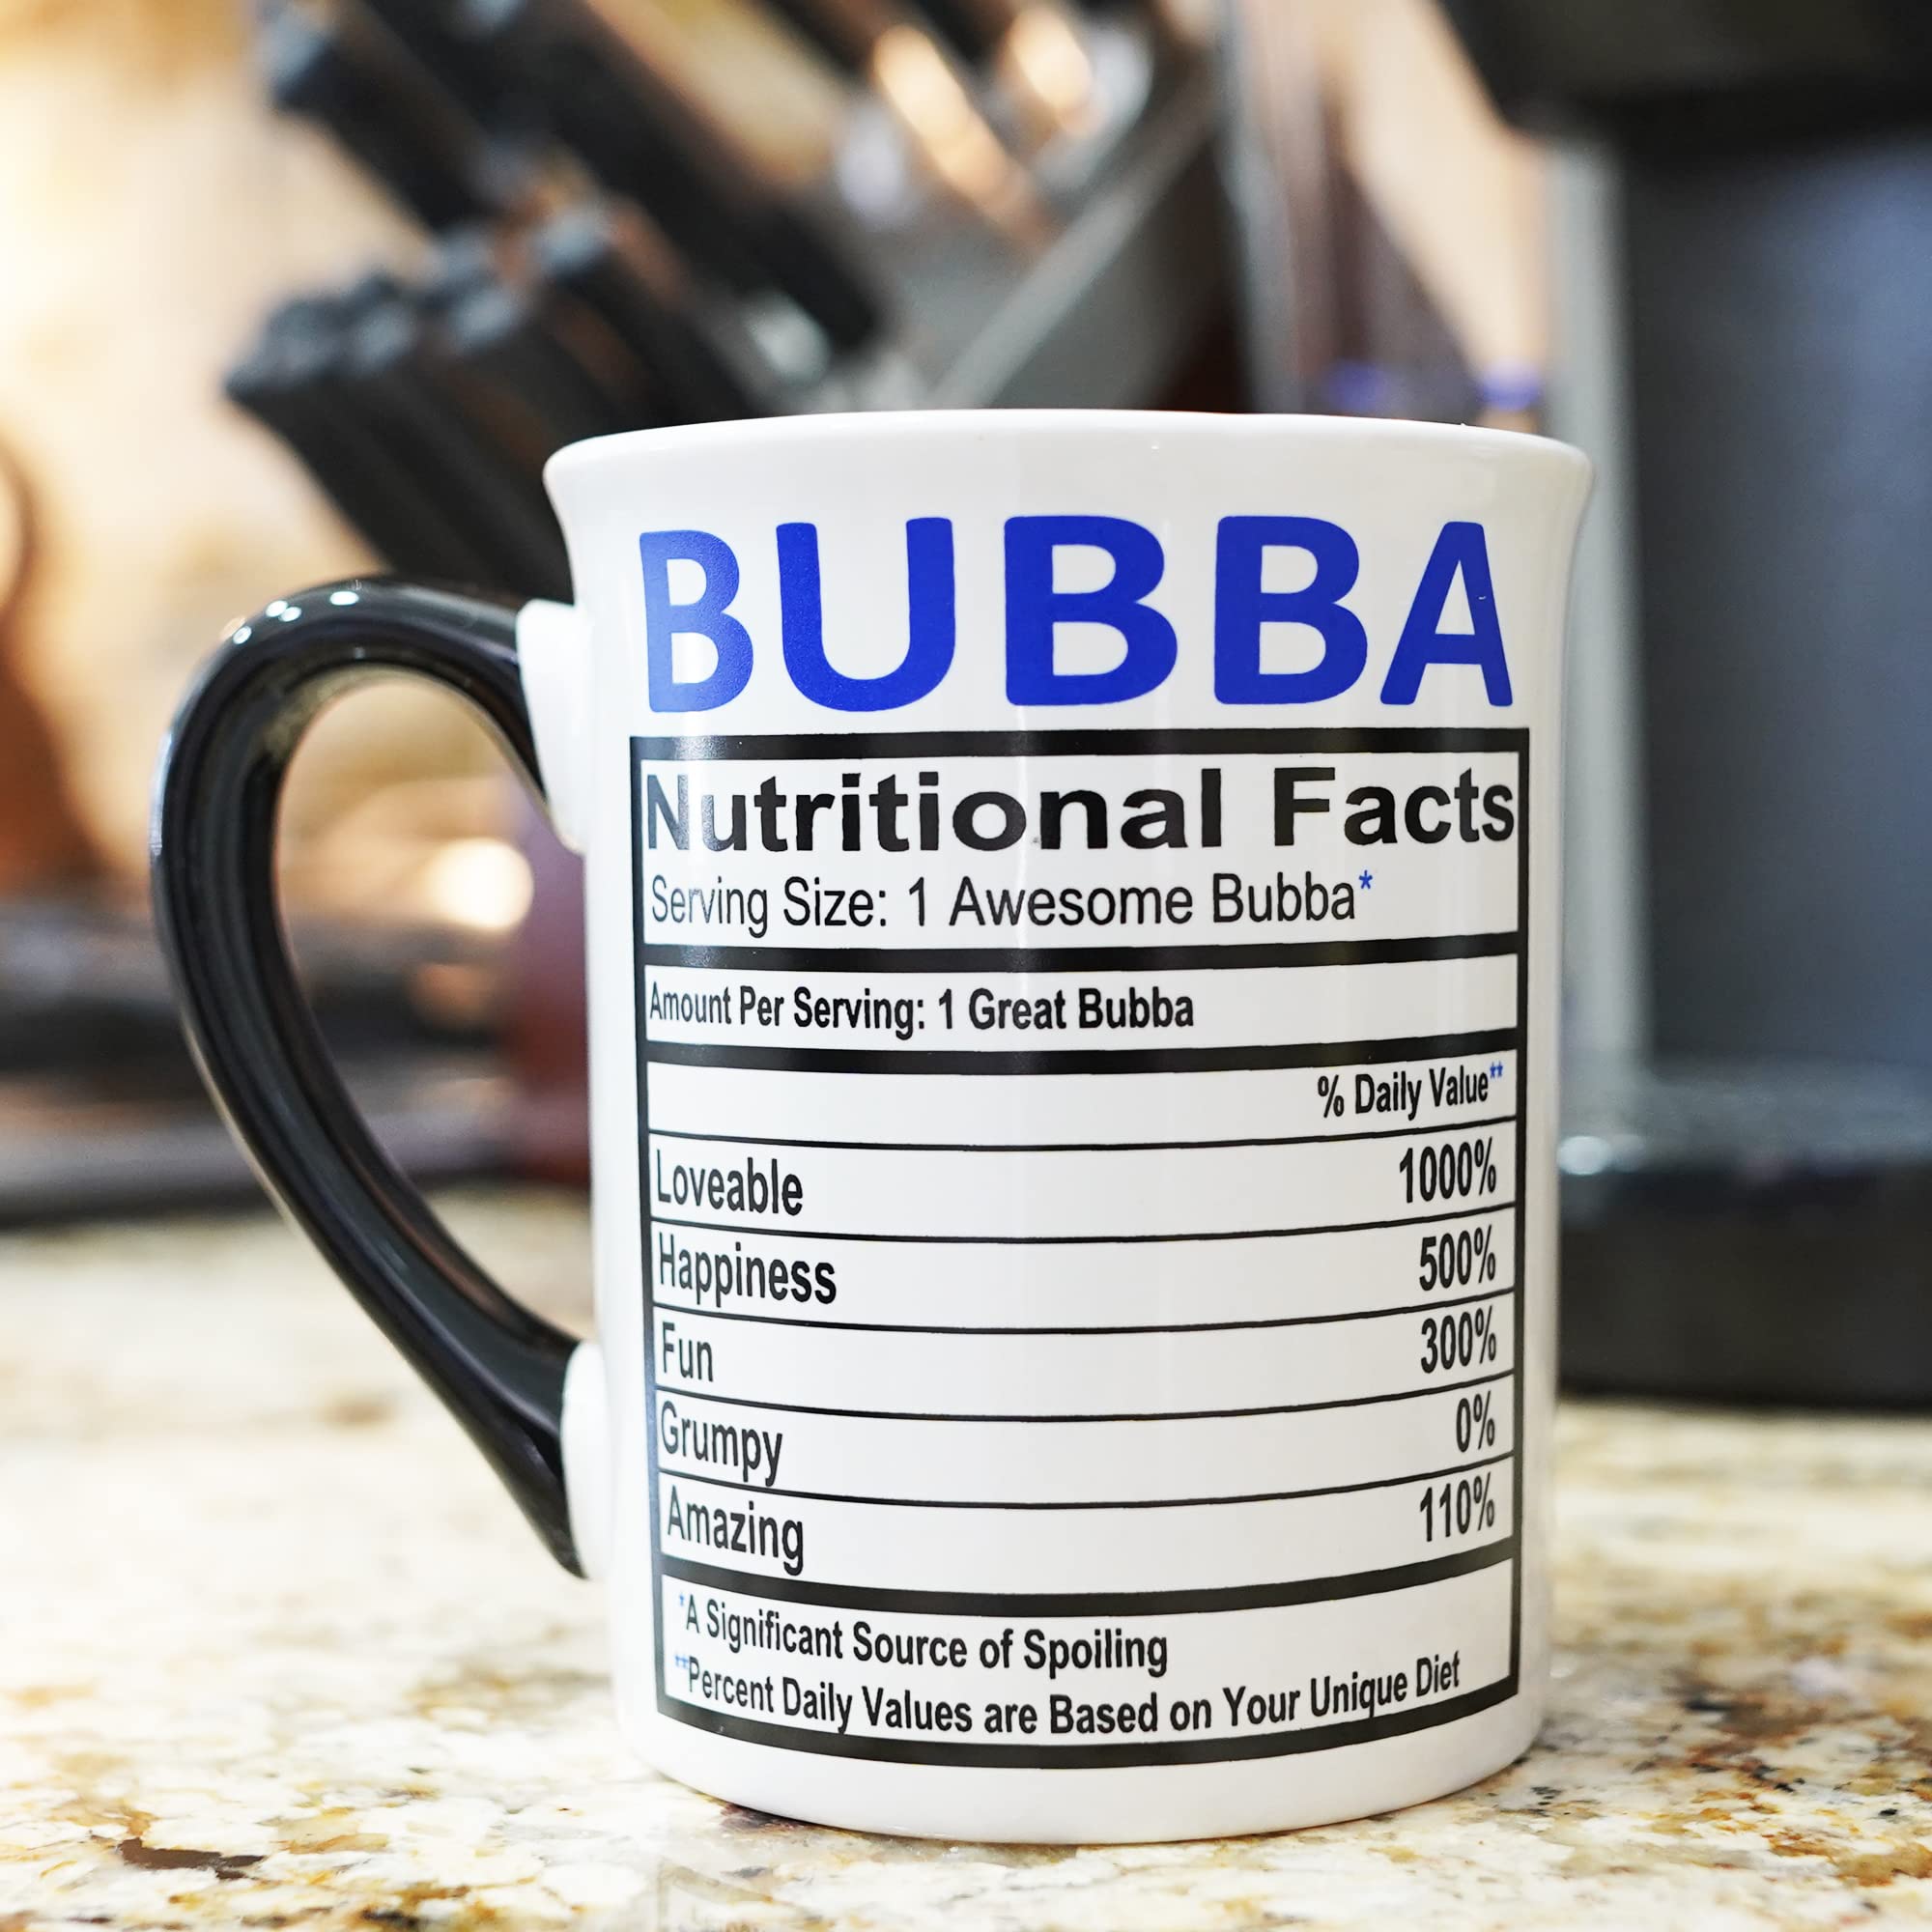 BUBBA
Nutritional Facts
Serving Size: 1 Awesome Bubba*
Amount Per Serving: 1 Great Bubba
% Daily Value**
Loveable 1000%
Happiness 500%
Fun 300%
Grumpy 0%
Amazing 110%
*A Significant Source of Spoiling
**Percent Daily Values are Based on Your Unique Diet